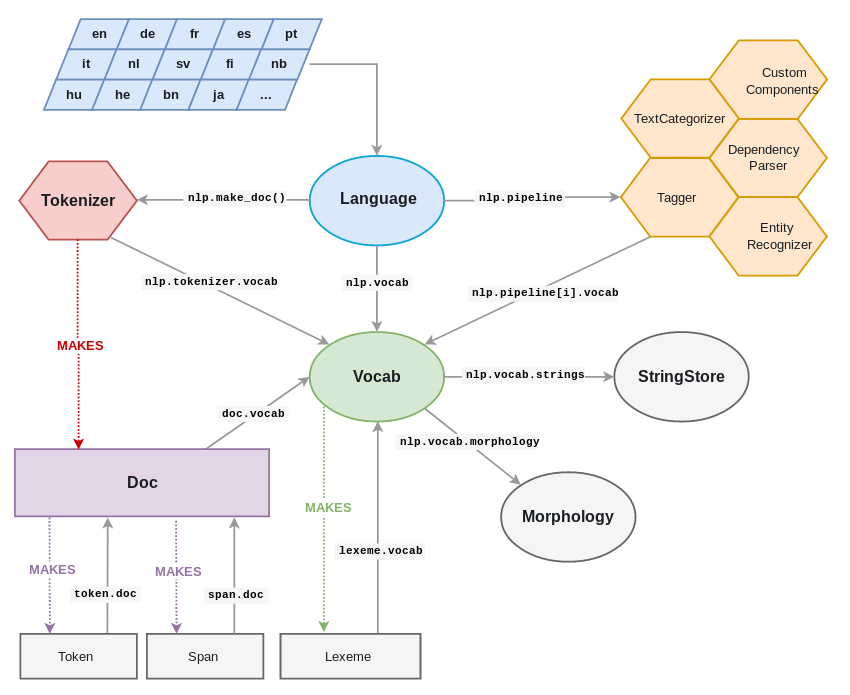 en de fr es pt
it nl sv fi nb
hu he bn ja ...
Custom
Components
TextCategorizer
Dependency
Parser
Tagger
Entity
Recognizer
Tokenizer
nlp.make_doc()
Language
nlp.pipeline
nlp.tokenizer.vocab
nlp.vocab
nlp.pipeline[i].vocab
MAKES
Vocab
nlp.vocab.strings
StringStore
doc.vocab
nlp.vocab.morphology
Doc
MAKES
Morphology
lexeme.vocab
MAKES
MAKES
token.doc
span.doc
Token
Span
Lexeme